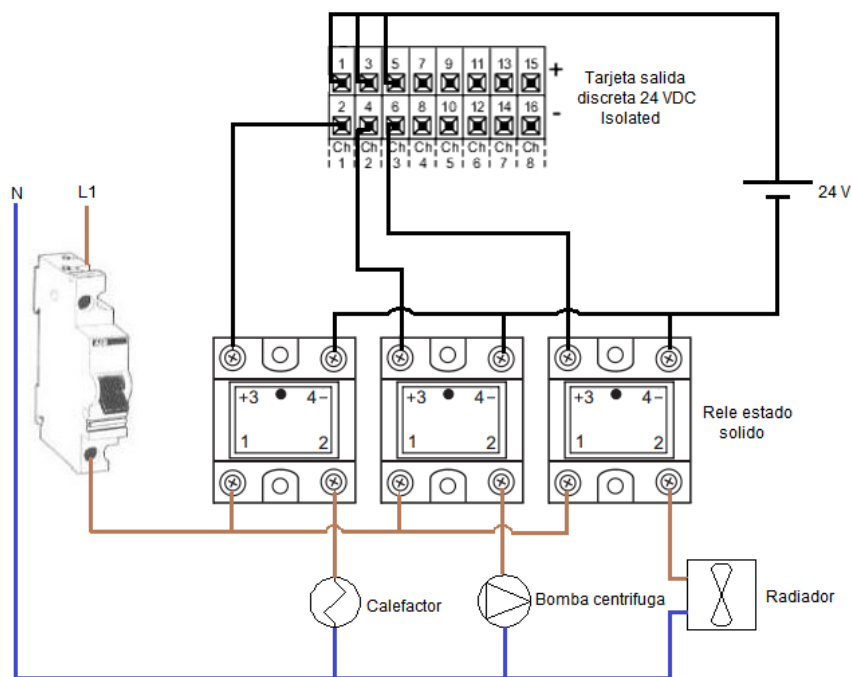 1 3 5 7 9 11 13 15 +
2 4 6 8 10 12 14 16 -
Ch Ch Ch Ch Ch Ch Ch Ch
1 2 3 4 5 6 7 8
Tarjeta salida
discreta 24 VDC
Isolated
24 V
N
L1
+3 4-
1 2
+3 4-
1 2
+3 4-
1 2
Rele estado
solido
Calefactor
Bomba centrifuga
Radiador